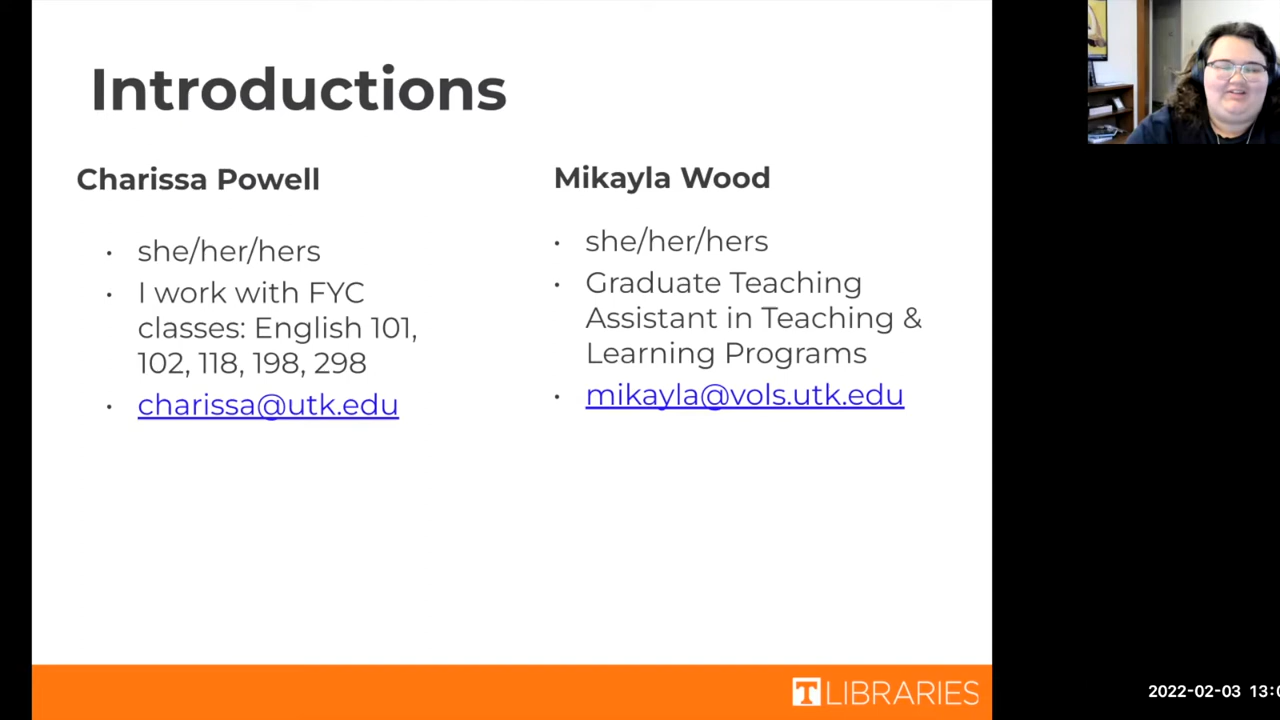 Introductions
Charissa Powell
• she/her/hers
• I work with FYC
classes: English 101,
102, 118, 198, 298
• charissa@utk.edu
Mikayla Wood
• she/her/hers
• Graduate Teaching
Assistant in Teaching &
Learning Programs
• mikayla@vols.utk.edu
T LIBRARIES
2022-02-03 13:0